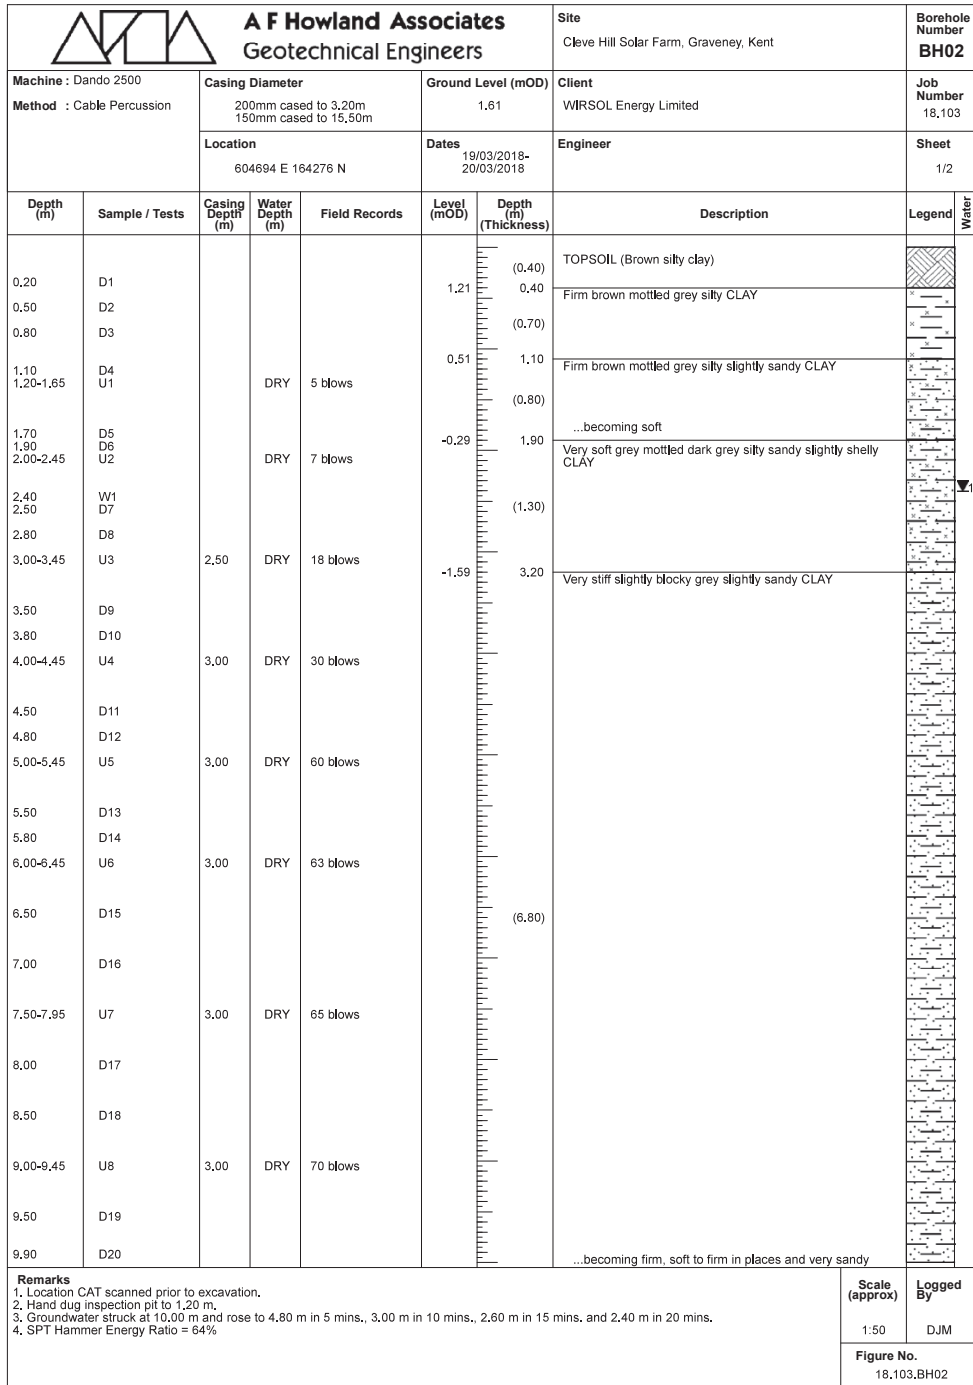 A F Howland Associates
Geotechnical Engineers
Site
Cleve Hill Solar Farm, Graveney, Kent
Borehole Number
BH02
Machine : Dando 2500
Method : Cable Percussion
Casing Diameter
200mm cased to 3.20m
150mm cased to 15.50m
Ground Level (mOD)
1.61
Client
WIRSOL Energy Limited
Job Number
18.103
Location
604694 E 164276 N
Dates
19/03/2018-
20/03/2018
Engineer
Sheet
1/2
Depth (m) Sample / Tests Casing Depth (m) Water Depth (m) Field Records Level (mOD) Depth (m) (Thickness) Description Legend Water
(0.40) TOPSOIL (Brown silty clay)
0.20 D1
1.21 0.40 Firm brown mottled grey silty CLAY
0.50 D2
(0.70)
0.80 D3
0.51 1.10 Firm brown mottled grey silty slightly sandy CLAY
1.10 D4
1.20-1.65 U1 DRY 5 blows
(0.80)
...becoming soft
1.70 D5
1.90 D6 -0.29 1.90 Very soft grey mottled dark grey silty sandy slightly shelly
CLAY
2.00-2.45 U2 DRY 7 blows
1
2.40 W1
2.50 D7 (1.30)
2.80 D8
3.00-3.45 U3 2.50 DRY 18 blows
-1.59 3.20 Very stiff slightly blocky grey slightly sandy CLAY
3.50 D9
3.80 D10
4.00-4.45 U4 3.00 DRY 30 blows
4.50 D11
4.80 D12
5.00-5.45 U5 3.00 DRY 60 blows
5.50 D13
5.80 D14
6.00-6.45 U6 3.00 DRY 63 blows
6.50 D15 (6.80)
7.00 D16
7.50-7.95 U7 3.00 DRY 65 blows
8.00 D17
8.50 D18
9.00-9.45 U8 3.00 DRY 70 blows
9.50 D19
9.90 D20 ...becoming firm, soft to firm in places and very sandy
Remarks
1. Location CAT scanned prior to excavation.
2. Hand dug inspection pit to 1.20 m.
3. Groundwater struck at 10.00 m and rose to 4.80 m in 5 mins., 3.00 m in 10 mins., 2.60 m in 15 mins. and 2.40 m in 20 mins.
4. SPT Hammer Energy Ratio = 64%
Scale (approx)
1:50
Logged By
DJM
Figure No.
18.103.BH02